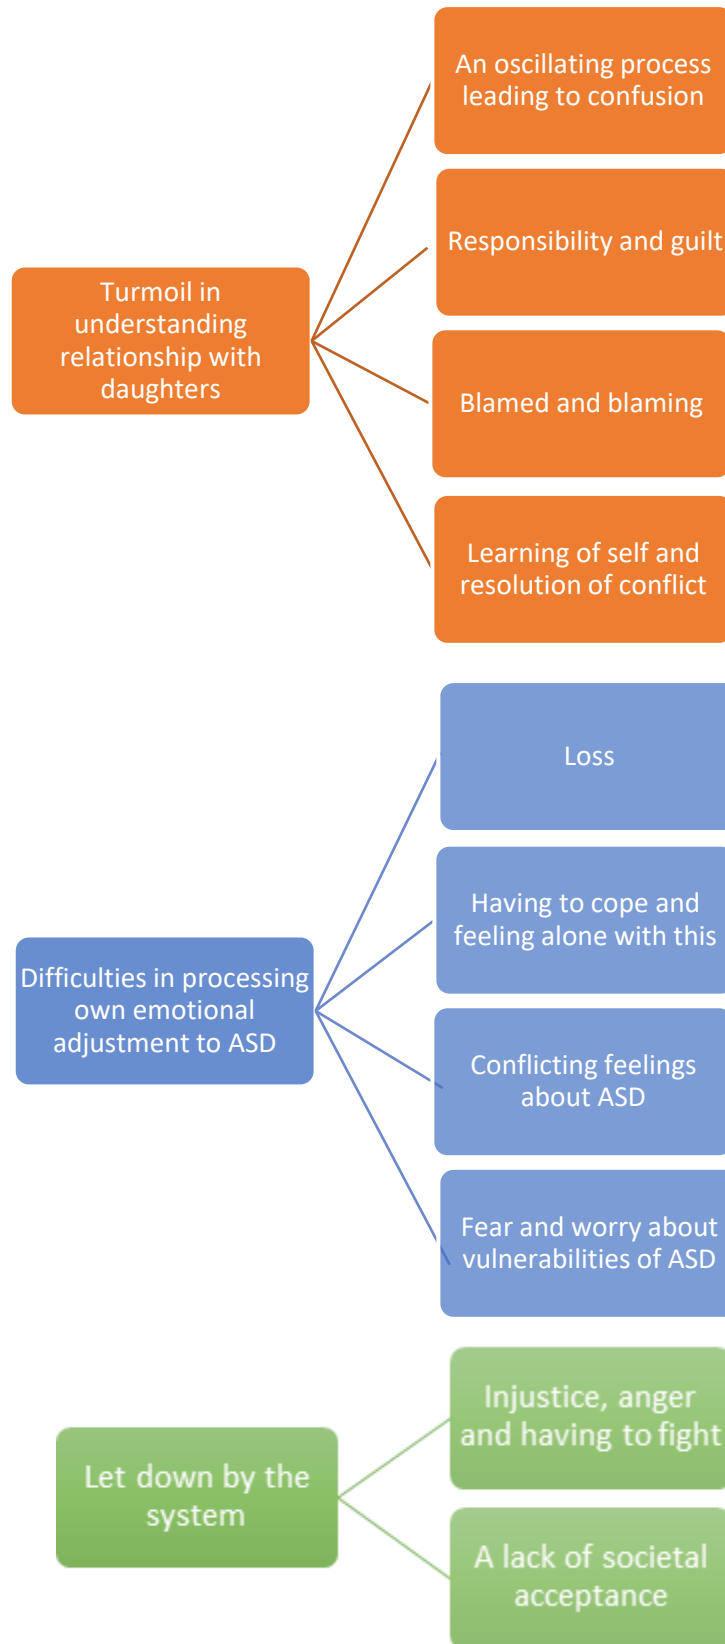 An oscillating process
leading to confusion
Responsibility and guilt
Turmoil in
understanding
relationship with
daughters
Blamed and blaming
Learning of self and
resolution of conflict
Loss
Having to cope and
feeling alone with this
Difficulties in processing
own emotional
adjustment to ASD
Conflicting feelings
about ASD
Fear and worry about
vulnerabilities of ASD
Injustice, anger
and having to fight
Let down by the
system
A lack of societal
acceptance